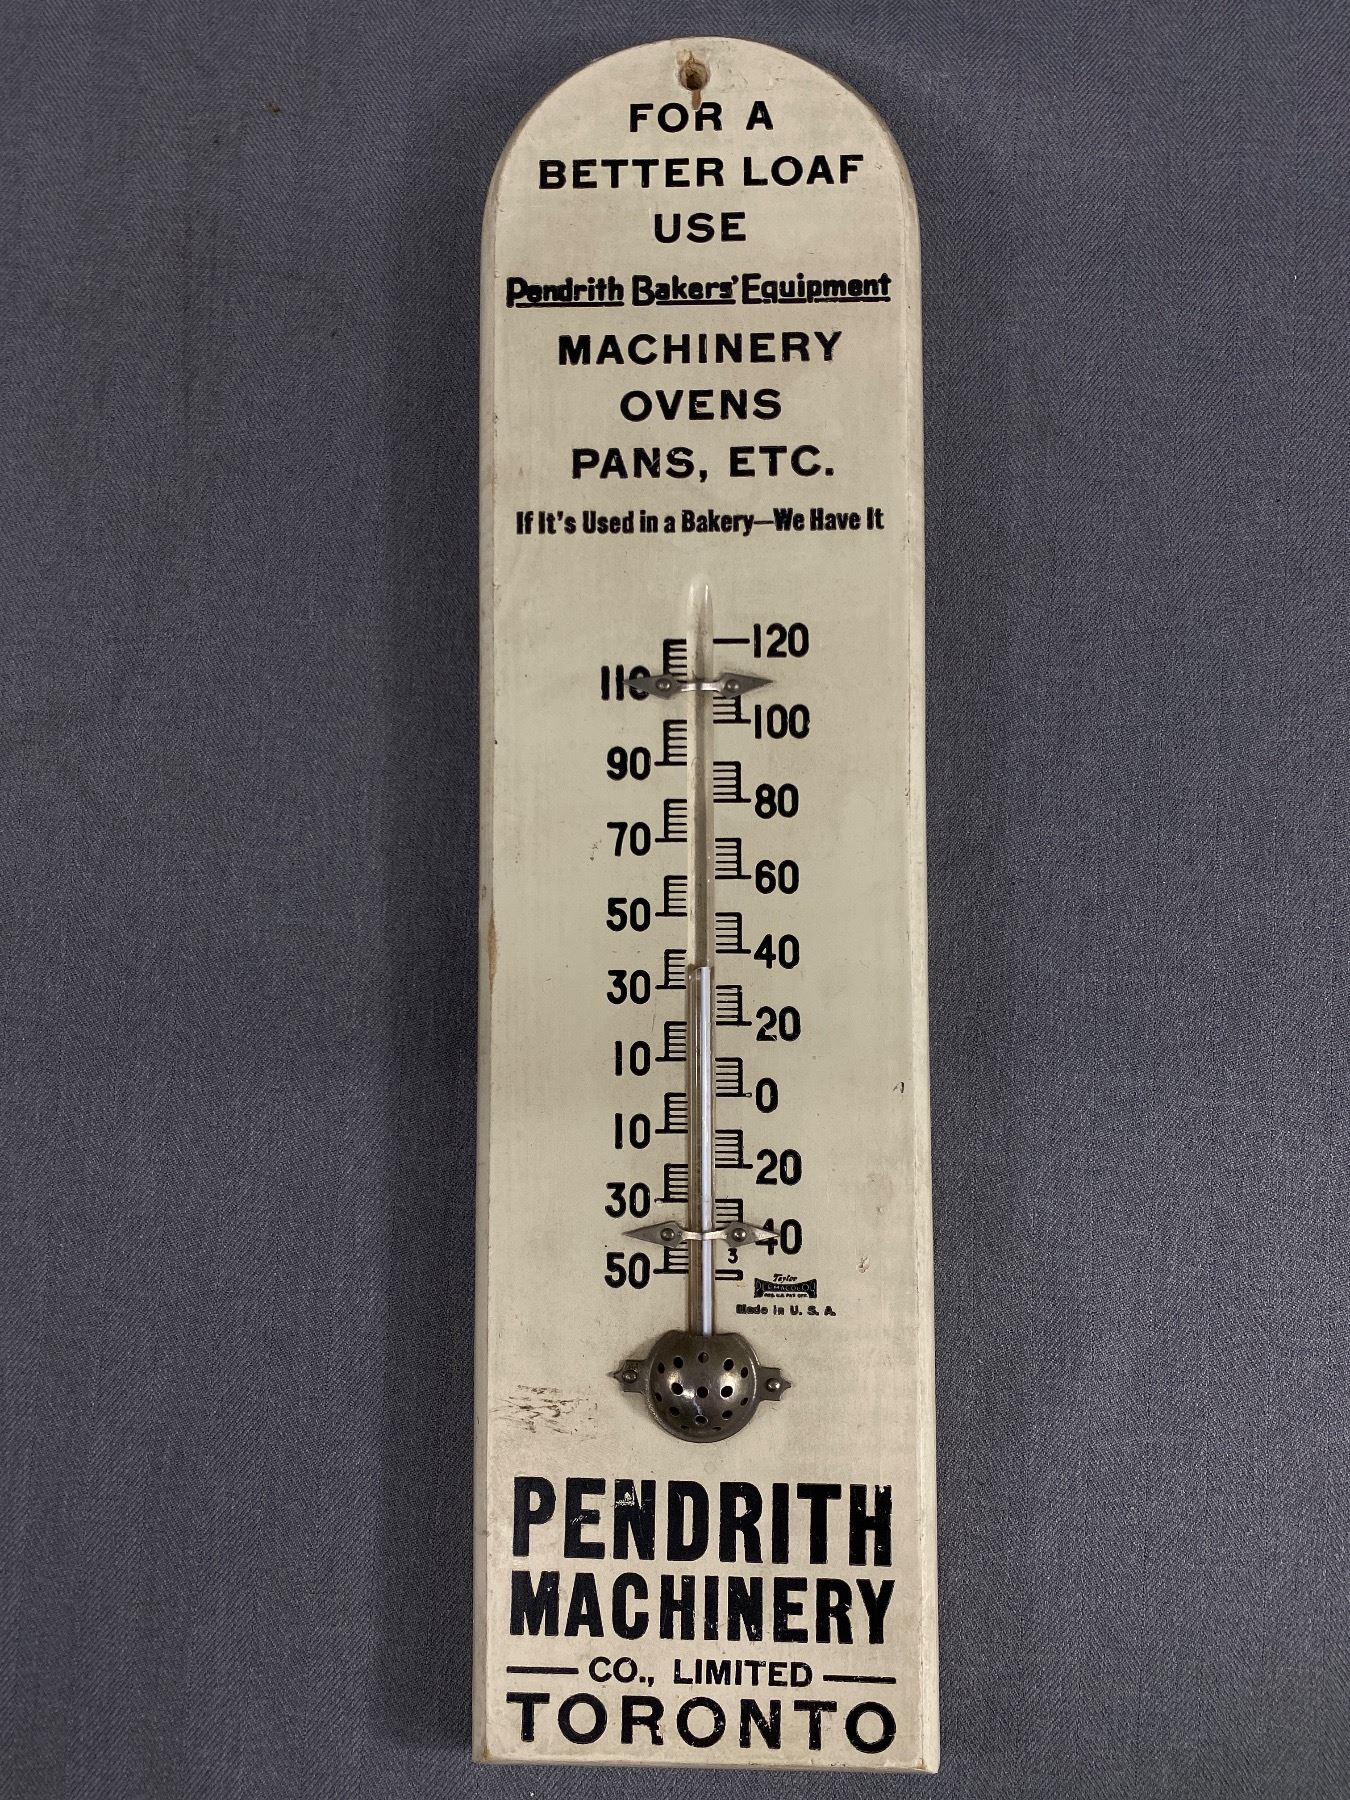 FOR A
BETTER LOAF
USE
Pendrith Bakers' Equipment
MACHINERY
OVENS
PANS, ETC.
If It's Used in a Bakery—We Have It
120
110
100
90
80
70
60
50
40
30
20
10
0
10
20
30
40
3
50
Taylor
Made in U. S. A.
PENDRITH
MACHINERY
CO., LIMITED
TORONTO